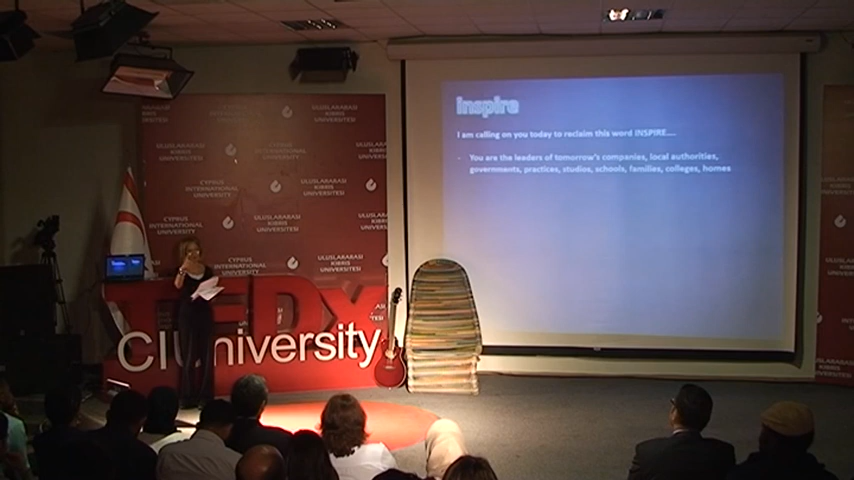 inspire
I am calling on you today to reclaim this word INSPIRE....
- You are the leaders of tomorrow's companies, local authorities,
governments, practices, studios, schools, families, colleges, homes
CYPRUS
INTERNATIONAL
UNIVERSITY
ULUSLARARASI
KIBRIS
ÜNİVERSİTESİ
TEDx
CIUniversity